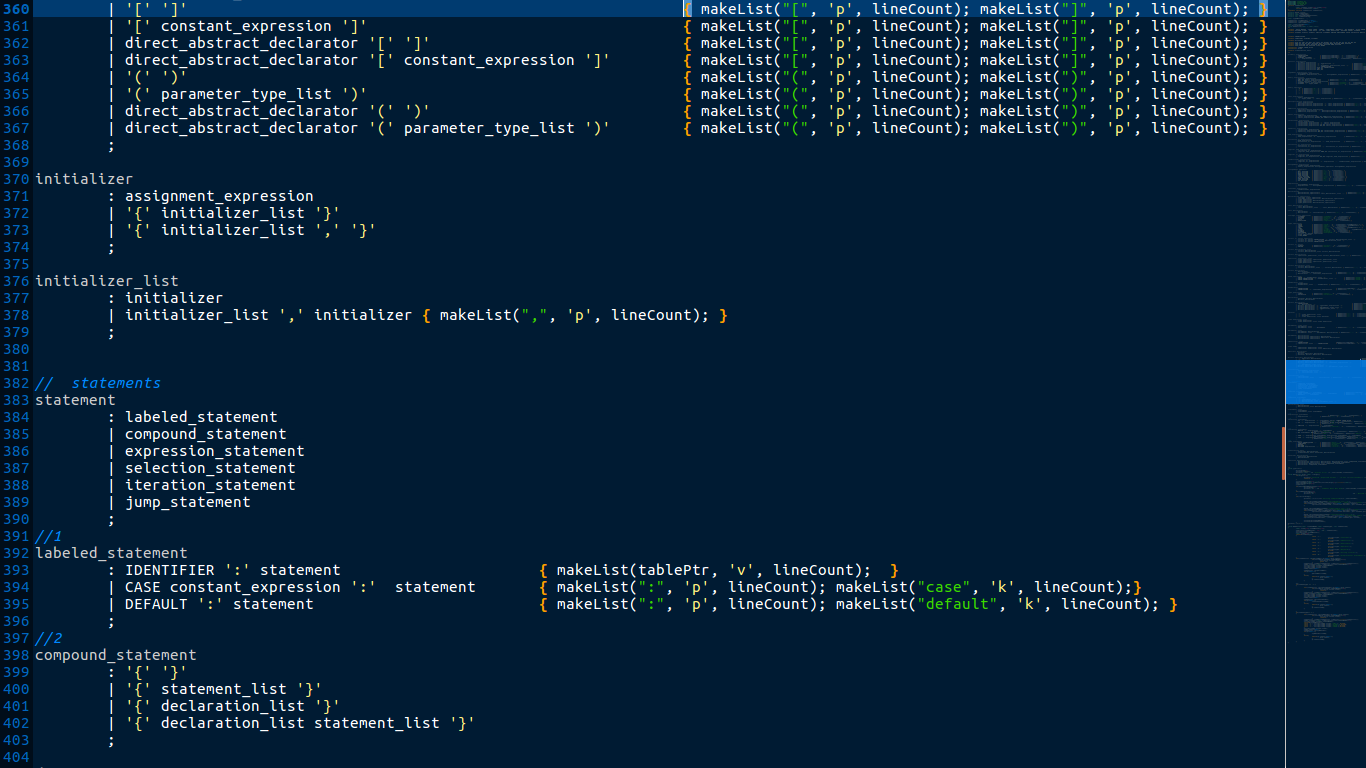 360 | '[' ']' { makeList("[", 'p', lineCount); makeList("]", 'p', lineCount); }
361 | '[' constant_expression ']' { makeList("[", 'p', lineCount); makeList("]", 'p', lineCount); }
362 | direct_abstract_declarator '[' ']' { makeList("[", 'p', lineCount); makeList("]", 'p', lineCount); }
363 | direct_abstract_declarator '[' constant_expression ']' { makeList("[", 'p', lineCount); makeList("]", 'p', lineCount); }
364 | '(' ')' { makeList("(", 'p', lineCount); makeList(")", 'p', lineCount); }
365 | '(' parameter_type_list ')' { makeList("(", 'p', lineCount); makeList(")", 'p', lineCount); }
366 | direct_abstract_declarator '(' ')' { makeList("(", 'p', lineCount); makeList(")", 'p', lineCount); }
367 | direct_abstract_declarator '(' parameter_type_list ')' { makeList("(", 'p', lineCount); makeList(")", 'p', lineCount); }
368 ;
369
370 initializer
371 : assignment_expression
372 | '{' initializer_list '}'
373 | '{' initializer_list ',' '}'
374 ;
375
376 initializer_list
377 : initializer
378 | initializer_list ',' initializer { makeList(",", 'p', lineCount); }
379 ;
380
381
382 // statements
383 statement
384 : labeled_statement
385 | compound_statement
386 | expression_statement
387 | selection_statement
388 | iteration_statement
389 | jump_statement
390 ;
391 //1
392 labeled_statement
393 : IDENTIFIER ':' statement { makeList(tablePtr, 'v', lineCount); }
394 | CASE constant_expression ':' statement { makeList(":", 'p', lineCount); makeList("case", 'k', lineCount);}
395 | DEFAULT ':' statement { makeList(":", 'p', lineCount); makeList("default", 'k', lineCount); }
396 ;
397 //2
398 compound_statement
399 : '{' '}'
400 | '{' statement_list '}'
401 | '{' declaration_list '}'
402 | '{' declaration_list statement_list '}'
403 ;
404